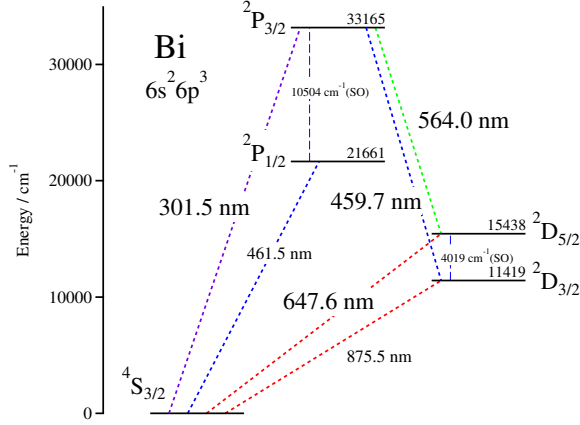 ²P₃/₂
33165
Bi
6s²6p³
30000
10504 cm⁻¹(SO)
564.0 nm
²P₁/₂
21661
Energy / cm⁻¹
20000
301.5 nm
459.7 nm
15438
²D₅/₂
461.5 nm
4019 cm⁻¹(SO)
11419
²D₃/₂
10000
647.6 nm
875.5 nm
⁴S₃/₂
0